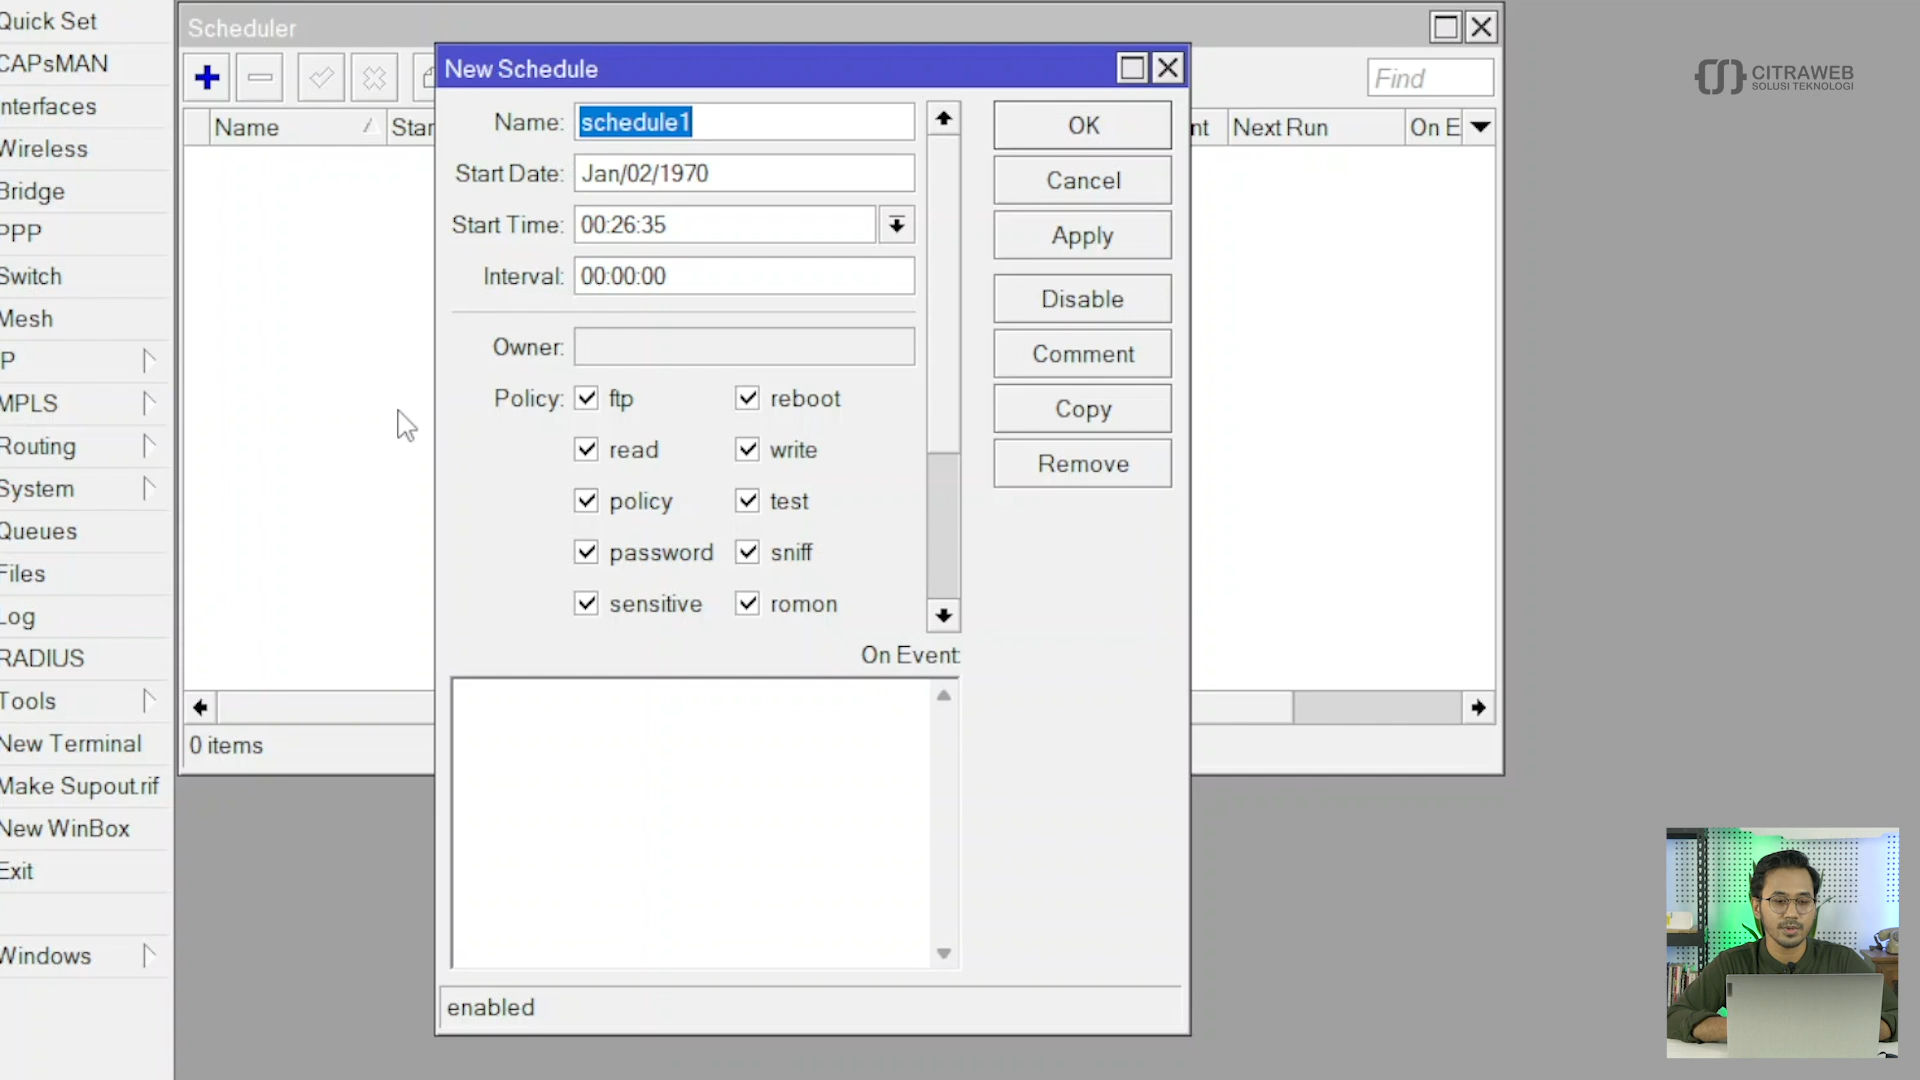 Quick Set
CAPsMAN
nterfaces
Wireless
Bridge
PPP
Switch
Mesh
P
MPLS
Routing
System
Queues
Files
Log
RADIUS
Tools
New Terminal
Make Supout.rif
New WinBox
Exit
Windows
Scheduler
Find
Name
Star
nt
Next Run
On E
0 items
New Schedule
Name: schedule1
Start Date: Jan/02/1970
Start Time: 00:26:35
Interval: 00:00:00
Owner:
Policy: ftp reboot
read write
policy test
password sniff
sensitive romon
On Event:
enabled
OK
Cancel
Apply
Disable
Comment
Copy
Remove
CITRAWEB
SOLUSI TEKNOLOGI